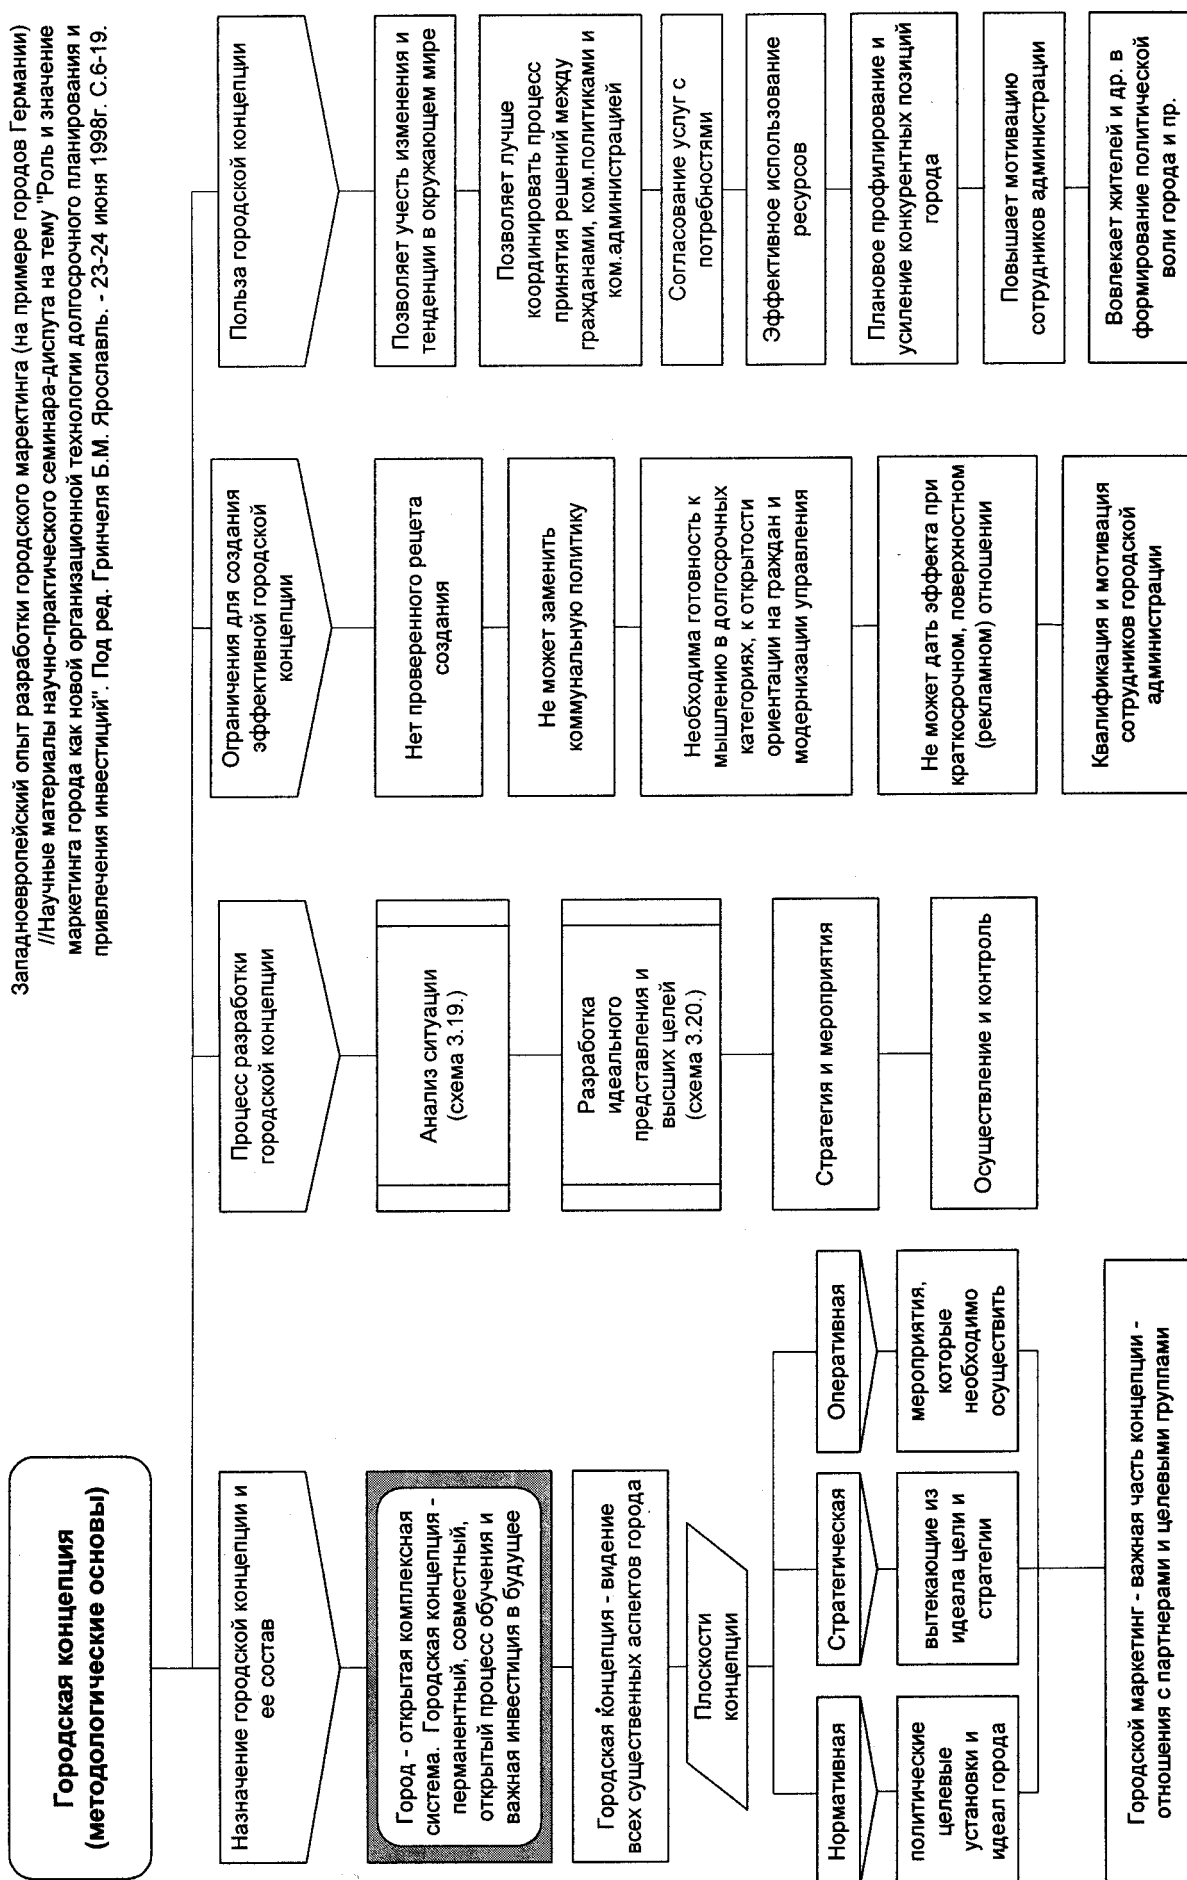 Западноевропейский опыт разработки городского маректинга (на примере городов Германии)
//Научные материалы научно-практического семинара-диспута на тему "Роль и значение
маркетинга города как новой организационной технологии долгосрочного планирования и
привлечения инвестиций". Под ред. Гринчеля Б.М. Ярославль. - 23-24 июня 1998г. С.6-19.
Городская концепция
(методологические основы)
Назначение городской концепции и
ее состав
Город - открытая комплексная
система. Городская концепция -
перманентный, совместный,
открытый процесс обучения и
важная инвестиция в будущее
Городская концепция - видение
всех существенных аспектов города
Плоскости
концепции
Нормативная
политические
целевые
установки и
идеал города
Стратегическая
вытекающие из
идеала цели и
стратегии
Оперативная
мероприятия,
которые
необходимо
осуществить
Городской маркетинг - важная часть концепции -
отношения с партнерами и целевыми группами
Процесс разработки
городской концепции
Анализ ситуации
(схема 3.19.)
Разработка
идеального
представления и
высших целей
(схема 3.20.)
Стратегия и мероприятия
Осуществление и контроль
Ограничения для создания
эффективной городской
концепции
Нет проверенного рецета
создания
Не может заменить
коммунальную политику
Необходима готовность к
мышлению в долгосрочных
категориях, к открытости
ориентации на граждан и
модернизации управления
Не может дать эффекта при
краткосрочном, поверхностном
(рекламном) отношении
Квалификация и мотивация
сотрудников городской
администрации
Польза городской концепции
Позволяет учесть изменения и
тенденции в окружающем мире
Позволяет лучше
координировать процесс
принятия решений между
гражданами, ком.политиками и
ком.администрацией
Согласование услуг с
потребностями
Эффективное использование
ресурсов
Плановое профилирование и
усиление конкурентных позиций
города
Повышает мотивацию
сотрудников администрации
Вовлекает жителей и др. в
формирование политической
воли города и пр.